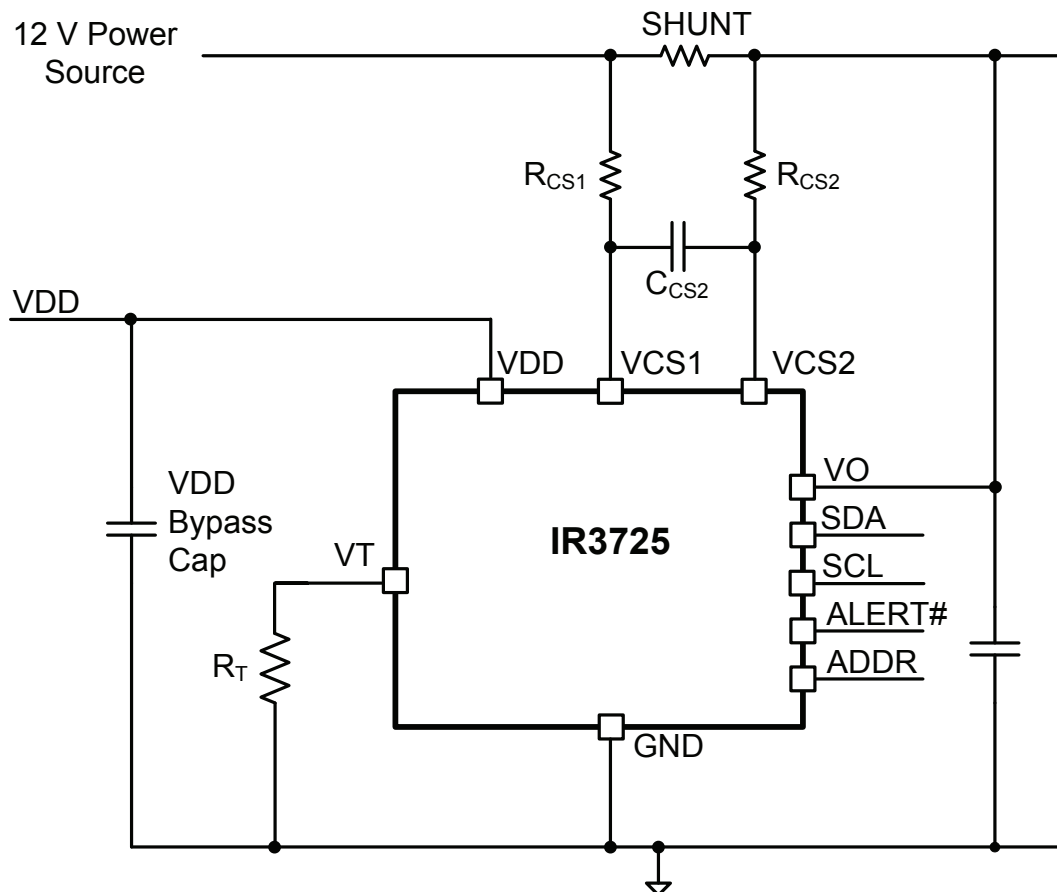 12 V Power
Source
SHUNT
RCS1
RCS2
CCS2
VDD
VDD
VCS1
VCS2
VDD
Bypass
Cap
VT
IR3725
VO
SDA
SCL
ALERT#
ADDR
RT
GND